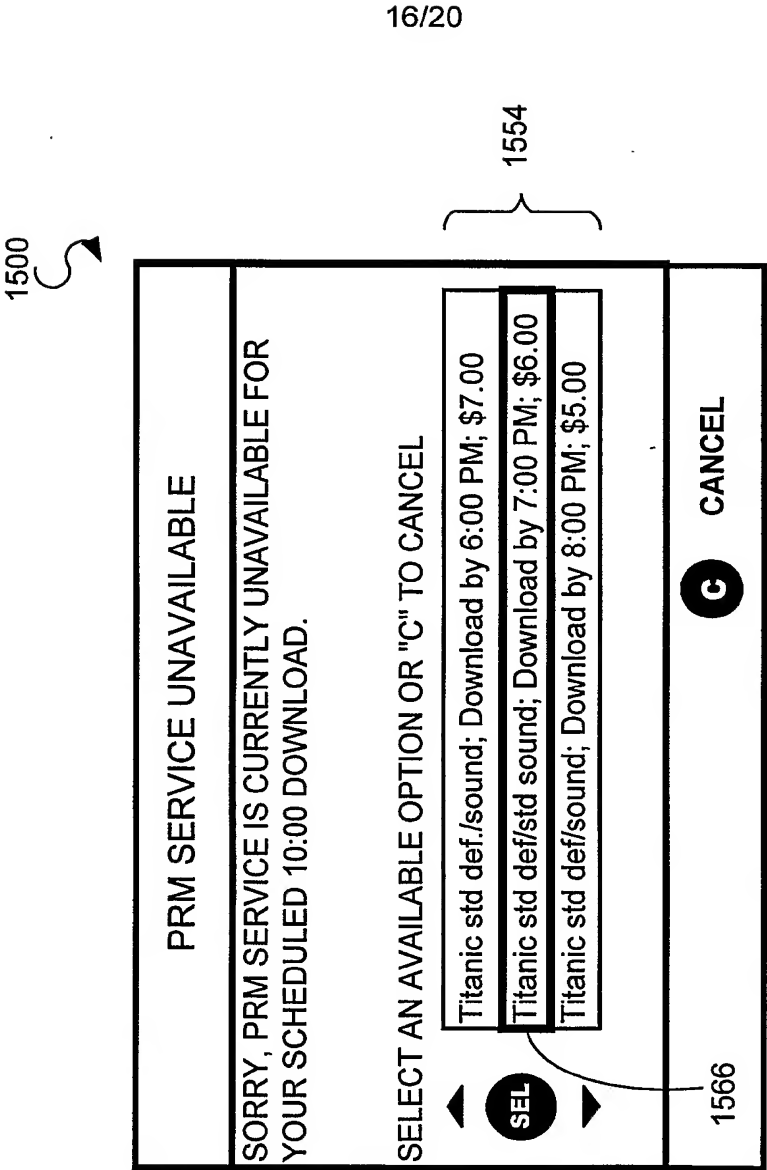 16/20
1500
PRM SERVICE UNAVAILABLE
SORRY, PRM SERVICE IS CURRENTLY UNAVAILABLE FOR
YOUR SCHEDULED 10:00 DOWNLOAD.
SELECT AN AVAILABLE OPTION OR "C" TO CANCEL
Titanic std def./sound; Download by 6:00 PM; $7.00
SEL
Titanic std def/std sound; Download by 7:00 PM; $6.00
Titanic std def/sound; Download by 8:00 PM; $5.00
1554
1566
C CANCEL